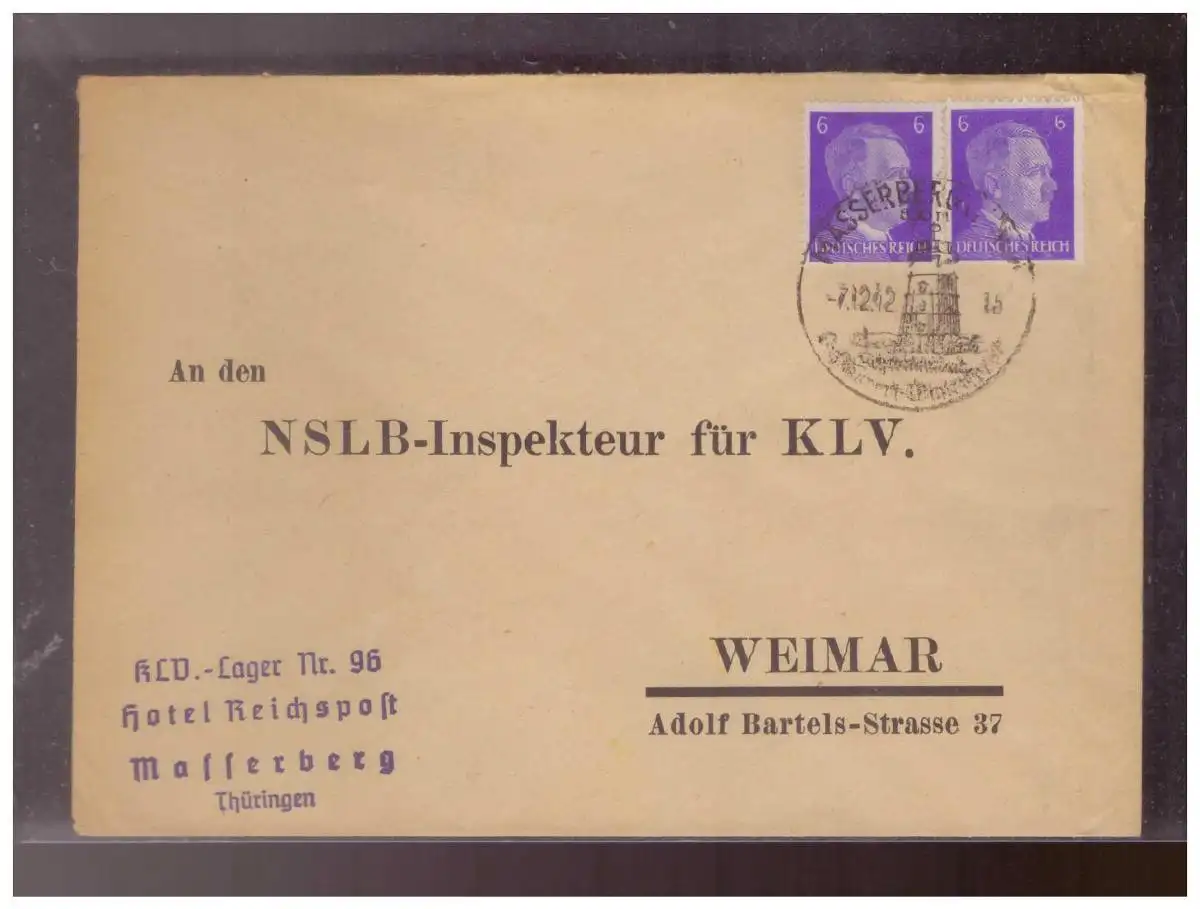 6 6
6 6
DEUTSCHES REICH
DEUTSCHES REICH
MASSERBERG
-7.12.42
An den
NSLB-Inspekteur für KLV.
WEIMAR
Adolf Bartels-Strasse 37
KLV.-Lager Nr. 96
Hotel Reichspoſt
Maſſerberg
Thüringen